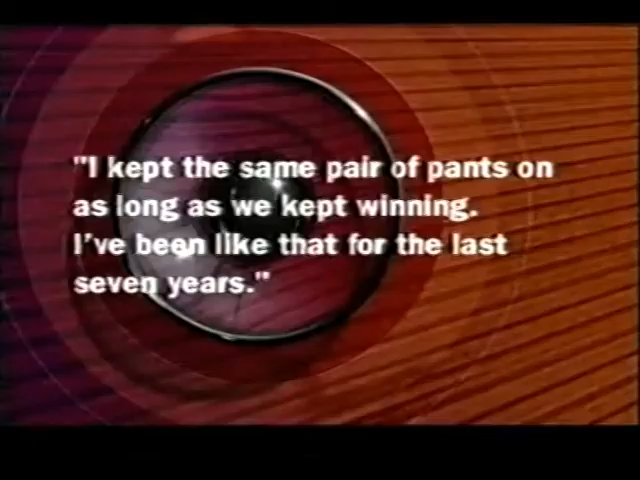 "I kept the same pair of pants on
as long as we kept winning.
I've been like that for the last
seven years."